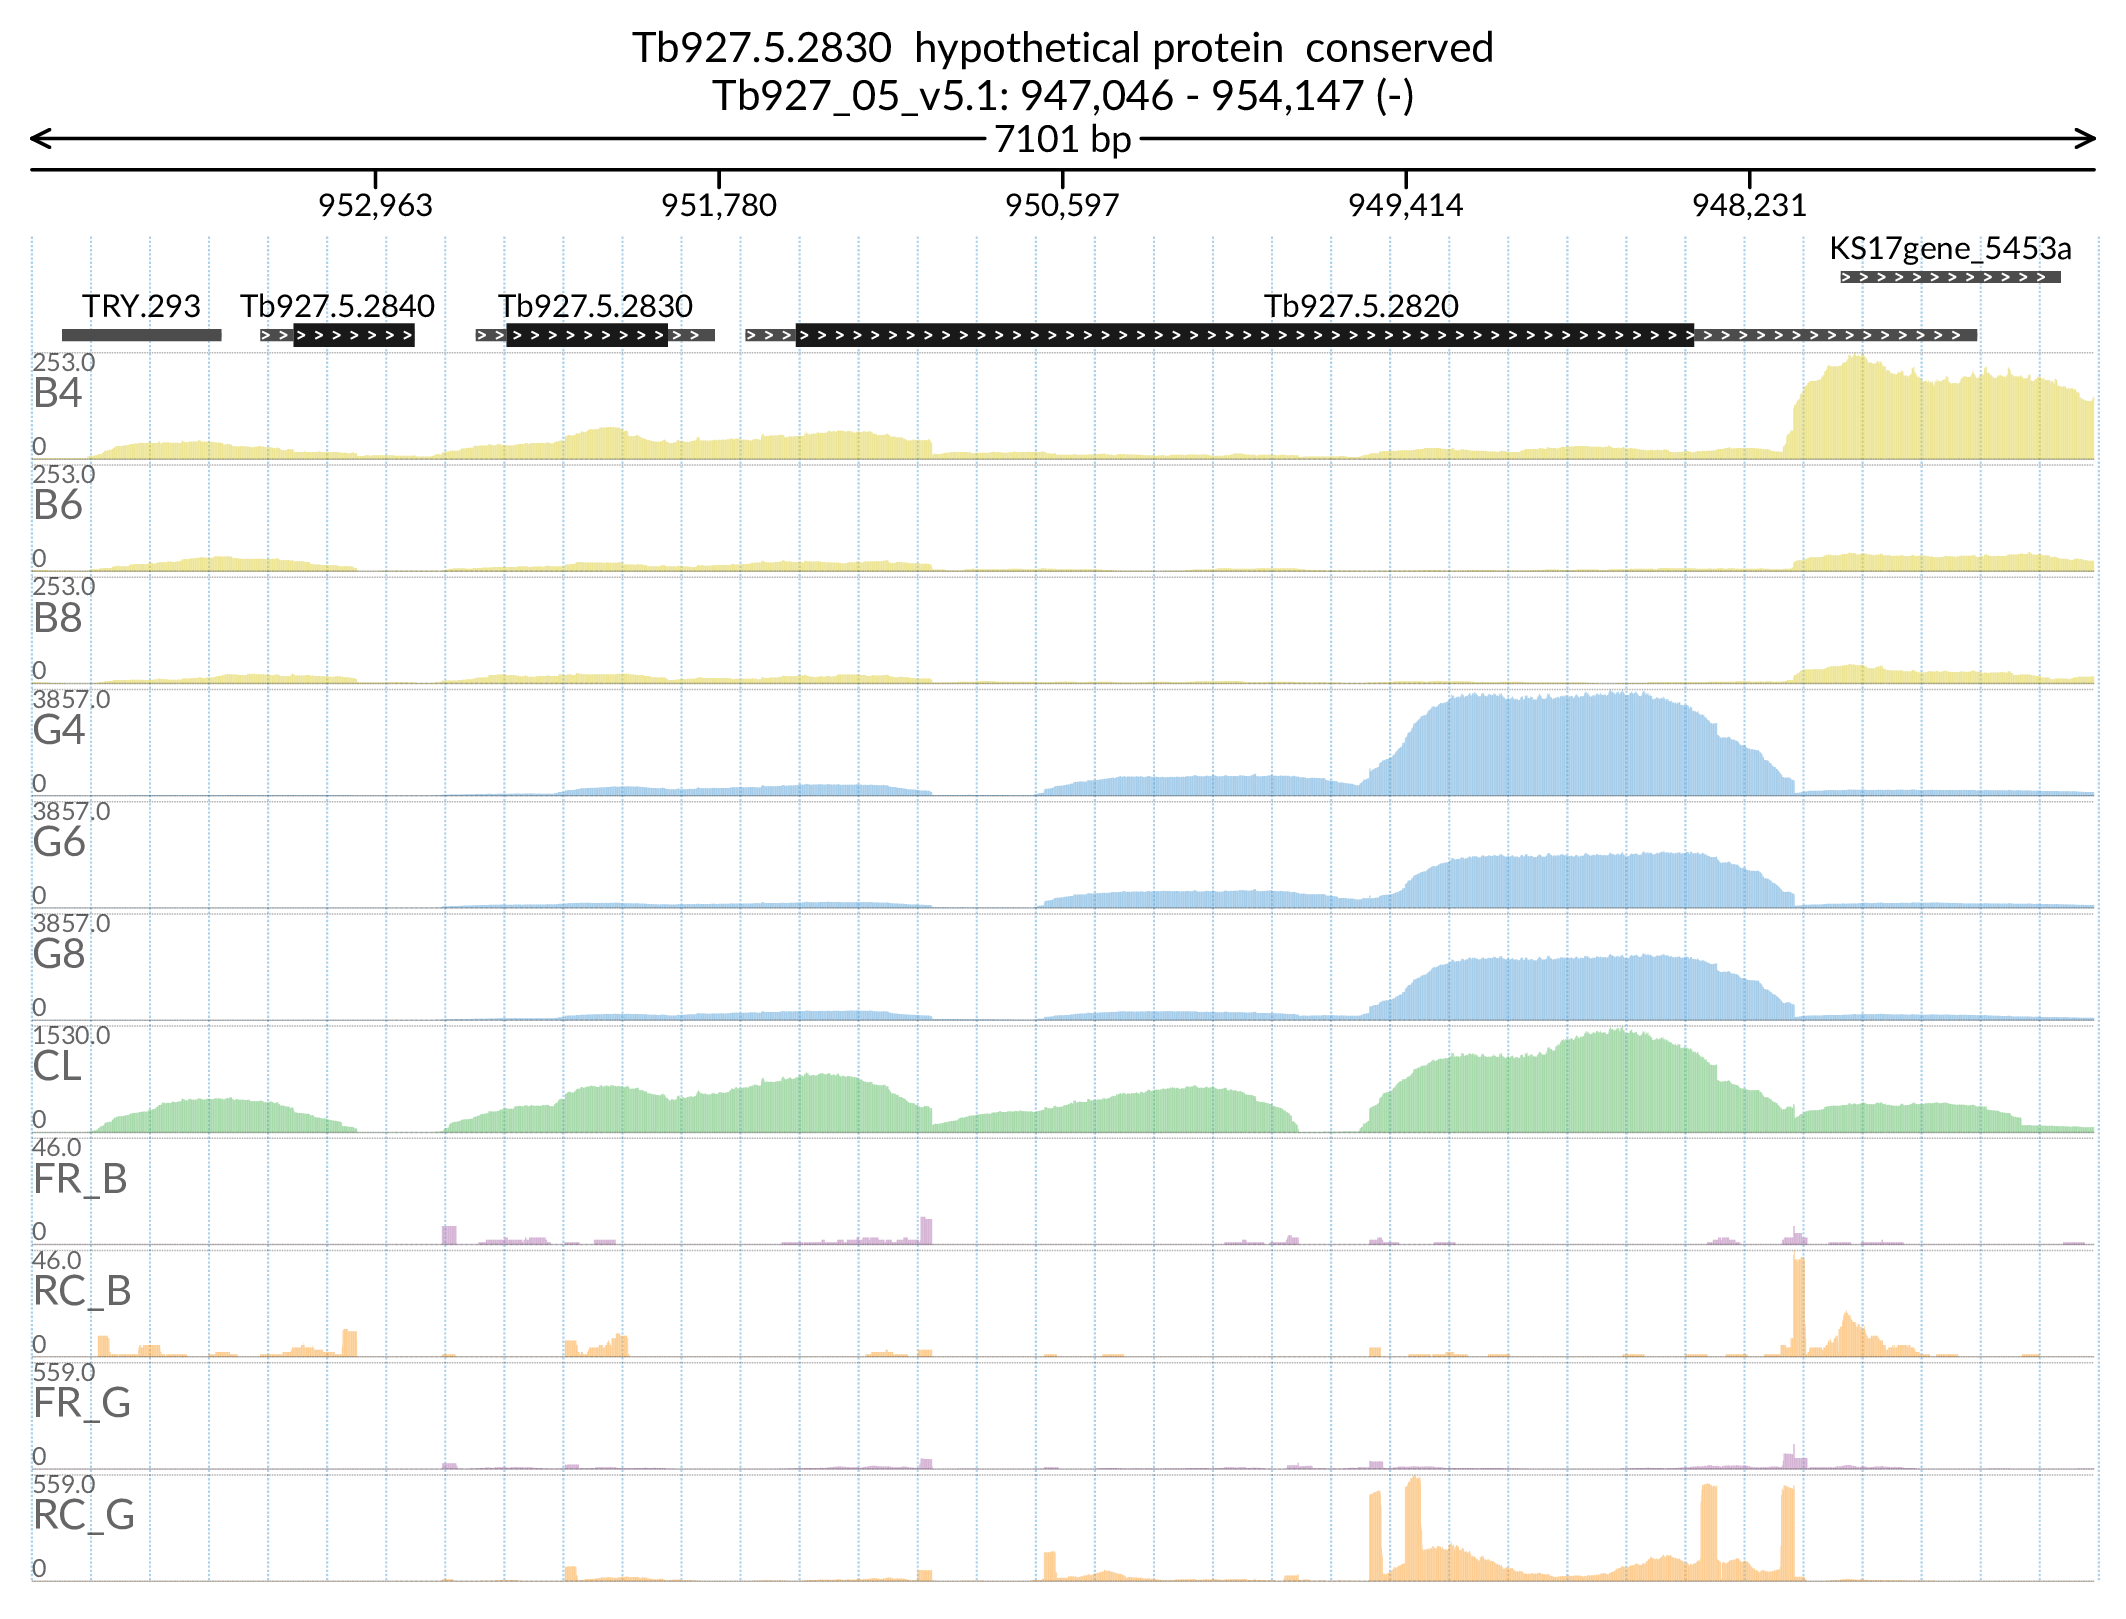 Tb927.5.2830  hypothetical protein  conserved
Tb927_05_v5.1: 947,046 - 954,147 (-)
7101 bp
952,963 951,780 950,597 949,414 948,231
KS17gene_5453a
TRY.293 Tb927.5.2840 Tb927.5.2830 Tb927.5.2820
253.0
B4
0
253.0
B6
0
253.0
B8
0
3857.0
G4
0
3857.0
G6
0
3857.0
G8
0
1530.0
CL
0
46.0
FR_B
0
46.0
RC_B
0
559.0
FR_G
0
559.0
RC_G
0